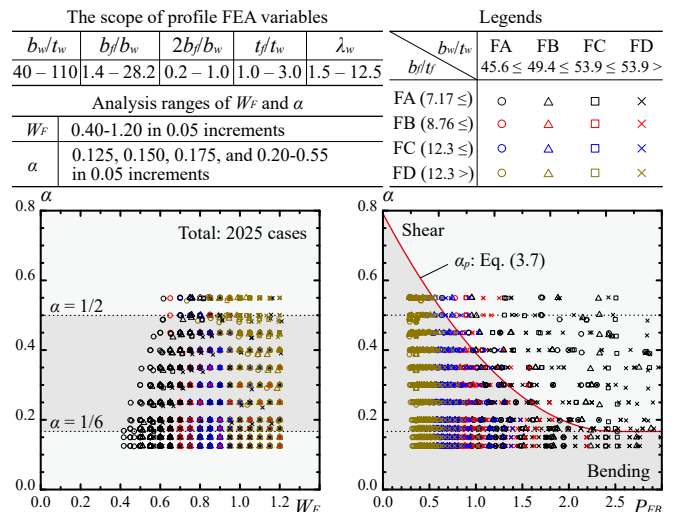 The scope of profile FEA variables
bw/tw bf/bw 2bf/bw tf/tw λw
40 – 110 1.4 – 28.2 0.2 – 1.0 1.0 – 3.0 1.5 – 12.5
Analysis ranges of WF and α
WF 0.40-1.20 in 0.05 increments
α 0.125, 0.150, 0.175, and 0.20-0.55
in 0.05 increments
Legends
bw/tw FA FB FC FD
bf/tf 45.6 ≤ 49.4 ≤ 53.9 ≤ 53.9 >
FA (7.17 ≤)
FB (8.76 ≤)
FC (12.3 ≤)
FD (12.3 >)
α
0.8
0.6
0.4
0.2
0.0
Total: 2025 cases
α = 1/2
α = 1/6
0.0 0.2 0.4 0.6 0.8 1.0 1.2 WF
α
0.8
0.6
0.4
0.2
0.0
Shear
αp: Eq. (3.7)
Bending
0.0 0.5 1.0 1.5 2.0 2.5 PFB